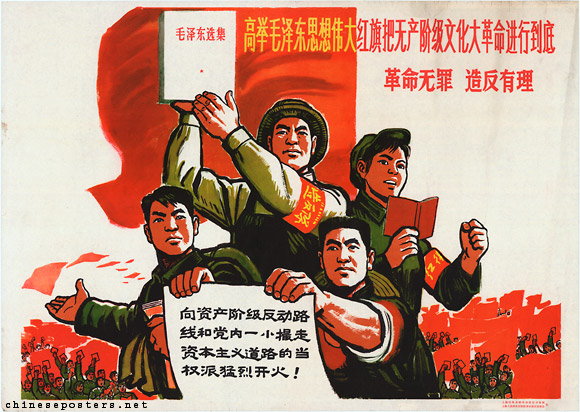 毛泽东选集
高举毛泽东思想伟大红旗把无产阶级文化大革命进行到底
革命无罪 造反有理
造反军
向资产阶级反动路
线和党内一小撮走
资本主义道路的当
权派猛烈开火！
chineseposters.net